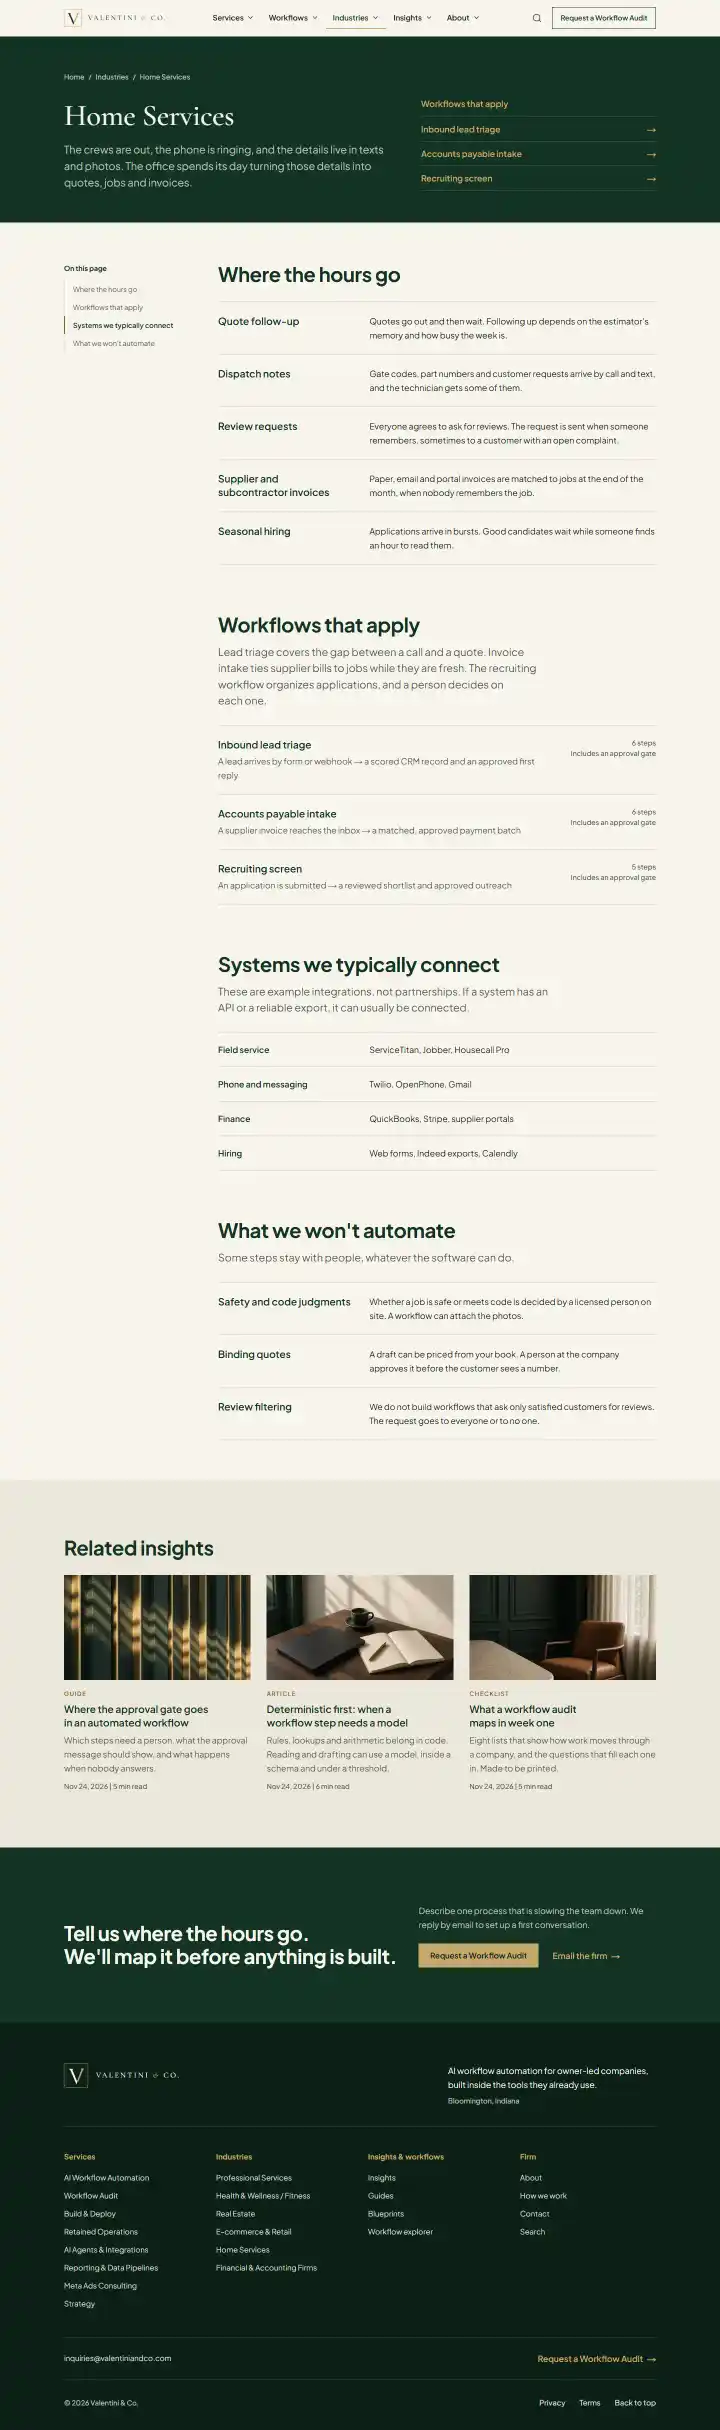 V VALENTINI & CO.
Services Workflows Industries Insights About Request a Workflow Audit
Home / Industries / Home Services
Home Services
The crews are out, the phone is ringing, and the details live in texts
and photos. The office spends its day turning those details into
quotes, jobs and invoices.
Workflows that apply
Inbound lead triage →
Accounts payable intake →
Recruiting screen →
On this page
Where the hours go
Workflows that apply
Systems we typically connect
What we won't automate
Where the hours go
Quote follow-up
Quotes go out and then wait. Following up depends on the estimator's
memory and how busy the week is.
Dispatch notes
Gate codes, part numbers and customer requests arrive by call and text,
and the technician gets some of them.
Review requests
Everyone agrees to ask for reviews. The request is sent when someone
remembers, sometimes to a customer with an open complaint.
Supplier and
subcontractor invoices
Paper, email and portal invoices are matched to jobs at the end of the
month, when nobody remembers the job.
Seasonal hiring
Applications arrive in bursts. Good candidates wait while someone finds
an hour to read them.
Workflows that apply
Lead triage covers the gap between a call and a quote. Invoice
intake ties supplier bills to jobs while they are fresh. The recruiting
workflow organizes applications, and a person decides on
each one.
Inbound lead triage
A lead arrives by form or webhook → a scored CRM record and an approved first
reply
6 steps
Includes an approval gate
Accounts payable intake
A supplier invoice reaches the inbox → a matched, approved payment batch
6 steps
Includes an approval gate
Recruiting screen
An application is submitted → a reviewed shortlist and approved outreach
5 steps
Includes an approval gate
Systems we typically connect
These are example integrations, not partnerships. If a system has an
API or a reliable export, it can usually be connected.
Field service ServiceTitan, Jobber, Housecall Pro
Phone and messaging Twilio, OpenPhone, Gmail
Finance QuickBooks, Stripe, supplier portals
Hiring Web forms, Indeed exports, Calendly
What we won't automate
Some steps stay with people, whatever the software can do.
Safety and code judgments
Whether a job is safe or meets code is decided by a licensed person on
site. A workflow can attach the photos.
Binding quotes
A draft can be priced from your book. A person at the company
approves it before the customer sees a number.
Review filtering
We do not build workflows that ask only satisfied customers for reviews.
The request goes to everyone or to no one.
Related insights
GUIDE
Where the approval gate goes
in an automated workflow
Which steps need a person, what the approval
message should show, and what happens
when nobody answers.
Nov 24, 2026 | 5 min read
ARTICLE
Deterministic first: when a
workflow step needs a model
Rules, lookups and arithmetic belong in code.
Reading and drafting can use a model, inside a
schema and under a threshold.
Nov 24, 2026 | 6 min read
CHECKLIST
What a workflow audit
maps in week one
Eight lists that show how work moves through
a company, and the questions that fill each one
in. Made to be printed.
Nov 24, 2026 | 5 min read
Tell us where the hours go.
We'll map it before anything is built.
Describe one process that is slowing the team down. We
reply by email to set up a first conversation.
Request a Workflow Audit Email the firm →
V VALENTINI & CO.
AI workflow automation for owner-led companies,
built inside the tools they already use.
Bloomington, Indiana
Services
AI Workflow Automation
Workflow Audit
Build & Deploy
Retained Operations
AI Agents & Integrations
Reporting & Data Pipelines
Meta Ads Consulting
Strategy
Industries
Professional Services
Health & Wellness / Fitness
Real Estate
E-commerce & Retail
Home Services
Financial & Accounting Firms
Insights & workflows
Insights
Guides
Blueprints
Workflow explorer
Firm
About
How we work
Contact
Search
inquiries@valentiniandco.com
Request a Workflow Audit →
© 2026 Valentini & Co.
Privacy Terms Back to top